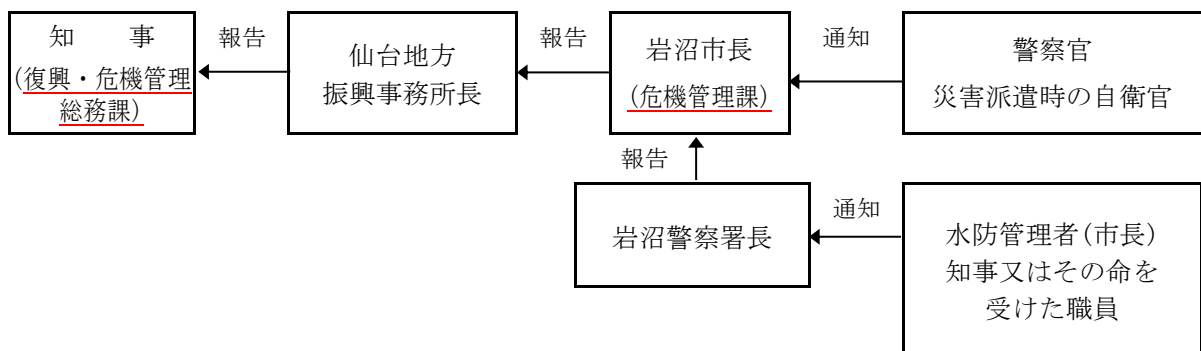 知　事
(復興・危機管理
総務課)
報告
仙台地方
振興事務所長
報告
岩沼市長
(危機管理課)
通知
警察官
災害派遣時の自衛官
報告
岩沼警察署長
通知
水防管理者(市長)
知事又はその命を
受けた職員